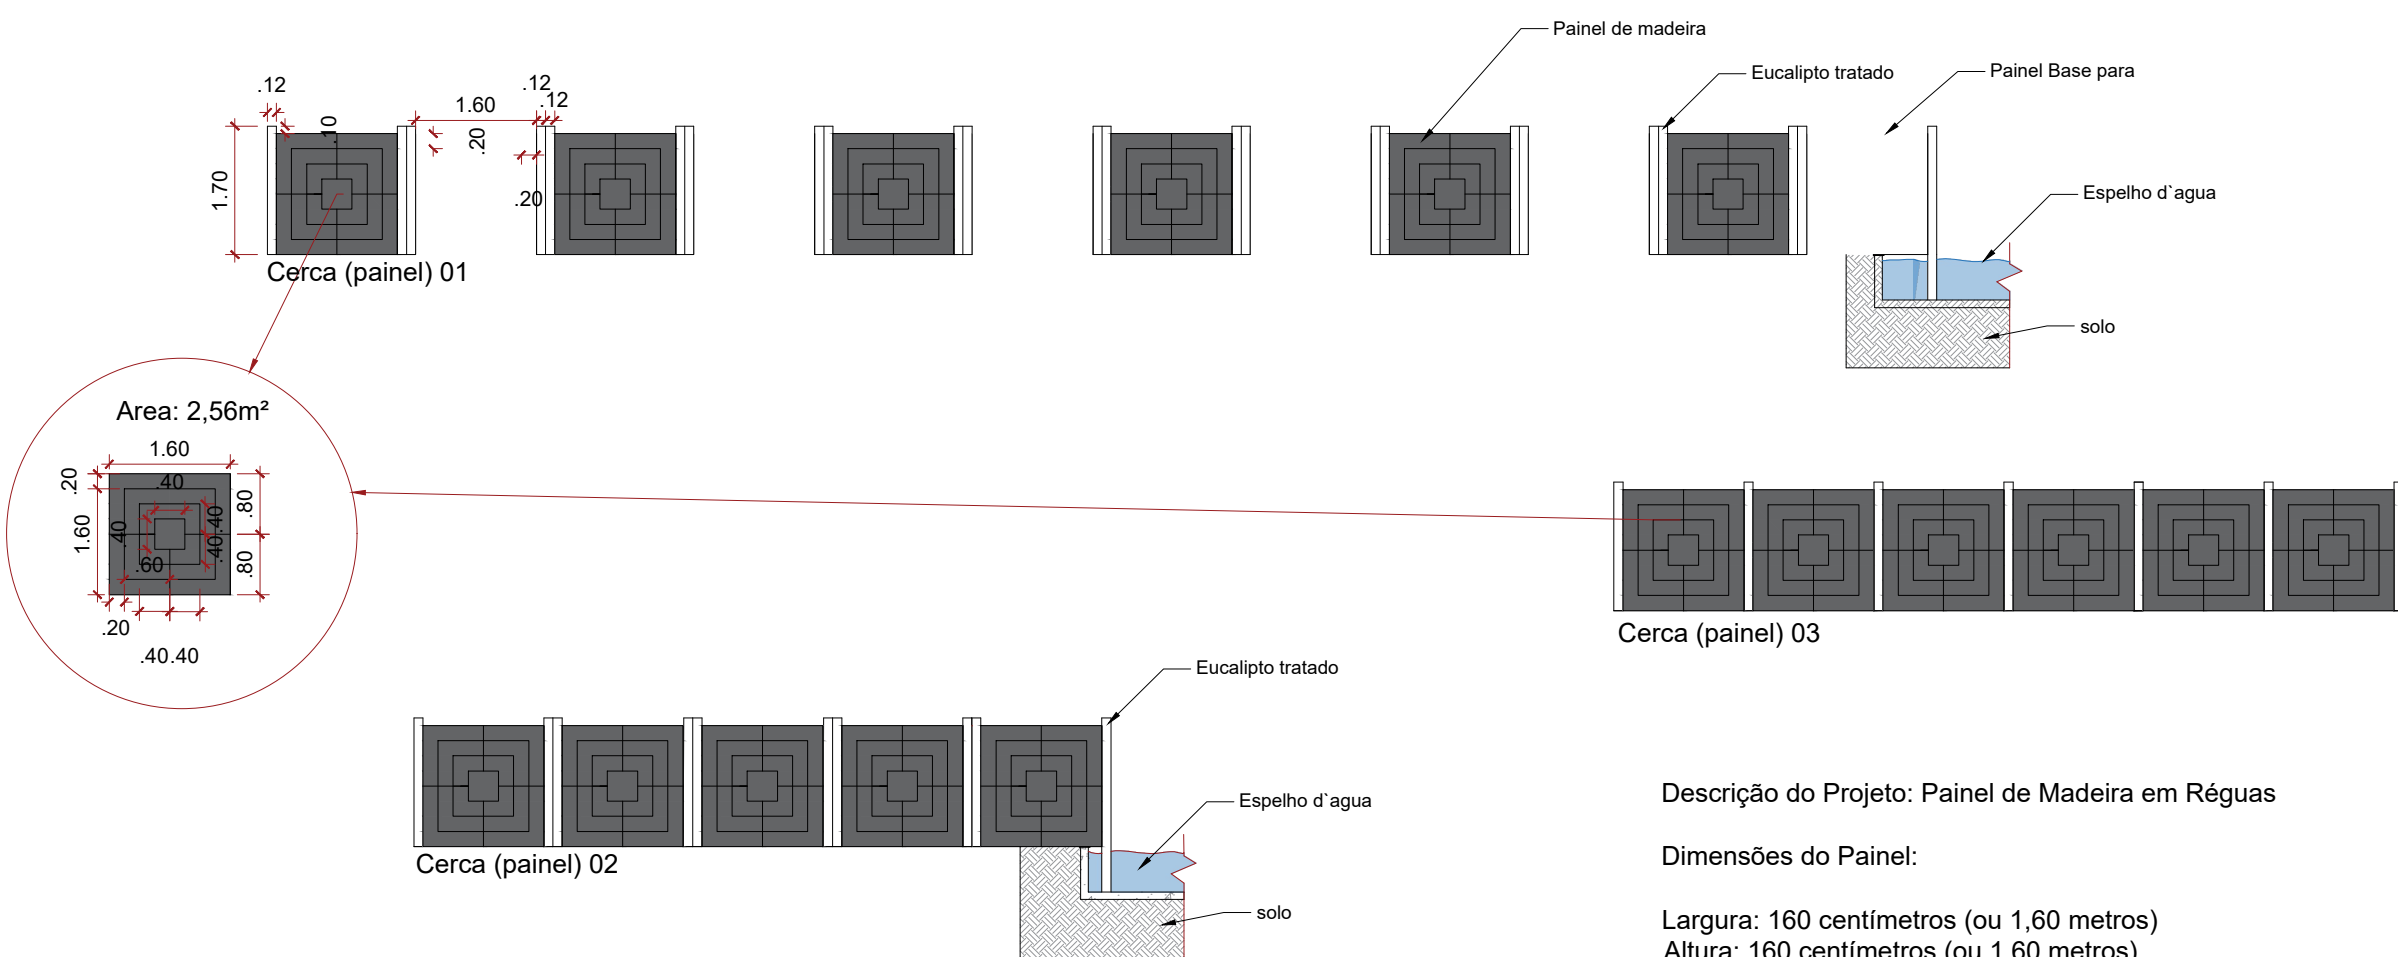 Painel de madeira
Eucalipto tratado
Painel Base para
.12
.12
.12
1.60
.10
.20
1.70
.20
Espelho d`agua
Cerca (painel) 01
solo
Area: 2,56m²
1.60
.20
.40
.80
1.60
.40
.40
.40
.60
.80
.20
.40.40
Cerca (painel) 03
Eucalipto tratado
Espelho d`agua
Cerca (painel) 02
solo
Descrição do Projeto: Painel de Madeira em Réguas
Dimensões do Painel:
Largura: 160 centímetros (ou 1,60 metros)
Altura: 160 centímetros (ou 1,60 metros)